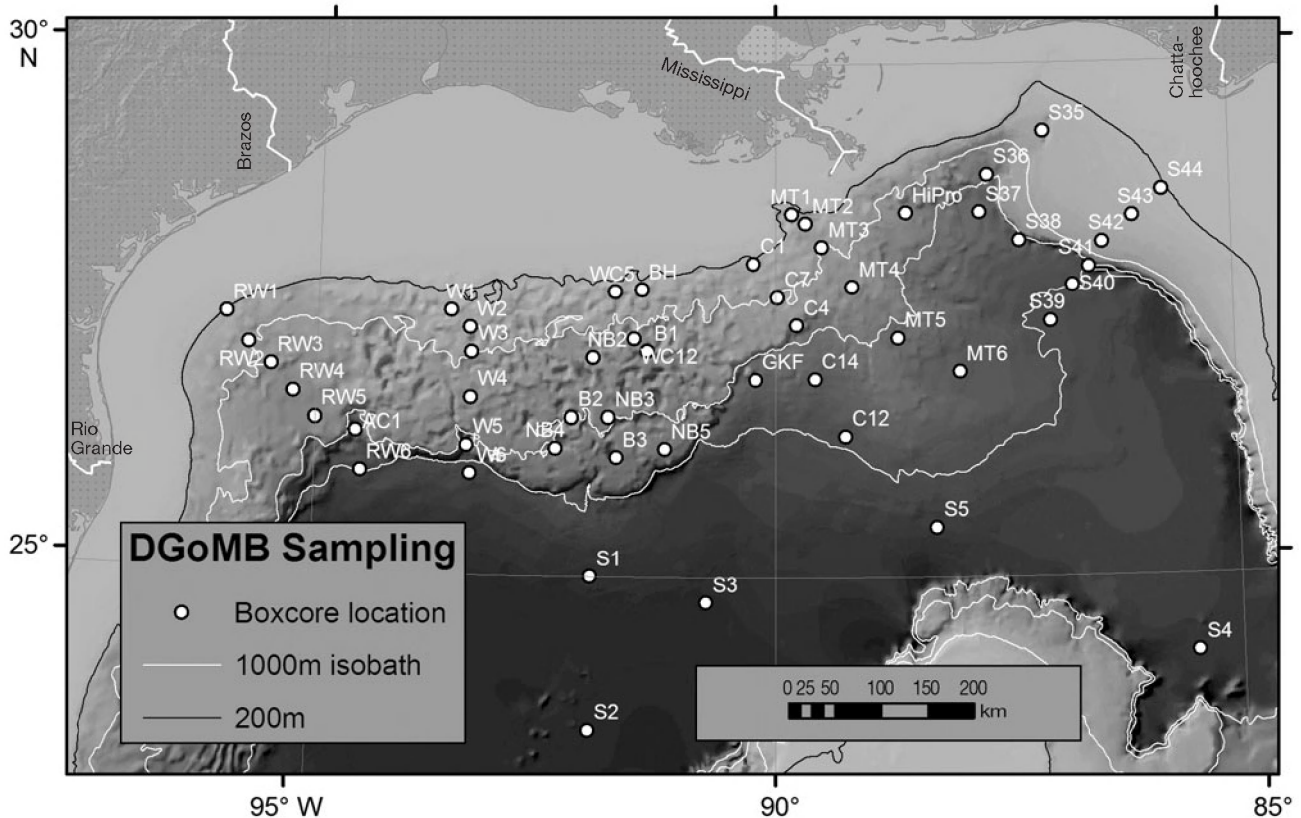 30°
N
Chatta-
hoochee
Mississippi
Brazos
S35
S36
S44
HiPro
S37
S43
MT1
MT2
S38
S42
MT3
S41
C1
WC5
BH
MT4
C7
S40
RW1
W1
W2
S39
C4
W3
NB2
B1
MT5
WC12
RW2
RW3
GKF
C14
MT6
RW4
W4
RW5
B2
NB3
AC1
W5
NB4
C12
Rio
Grande
B3
NB5
RW6
W6
S5
25°
DGoMB Sampling
S1
S3
Boxcore location
S4
1000m isobath
0 25 50 100 150 200
km
200m
S2
95° W
90°
85°